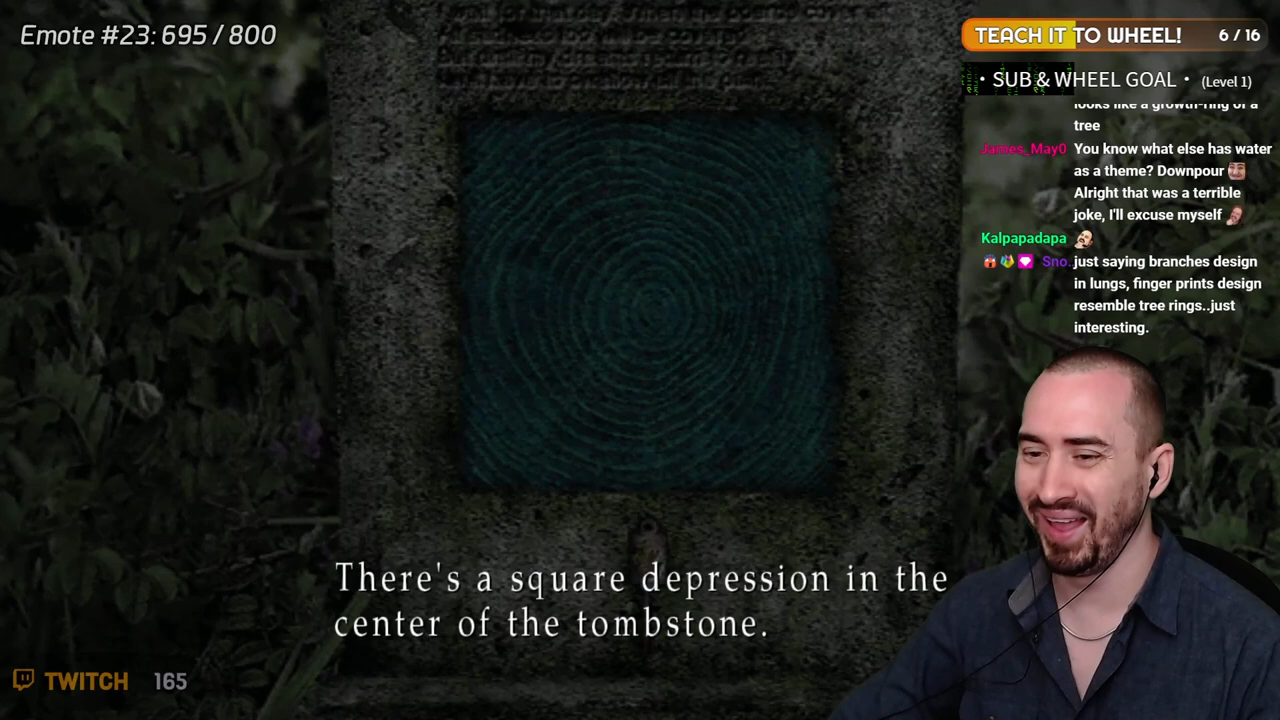 Emote #23: 695 / 800
TEACH IT TO WHEEL! 6 / 16
• SUB & WHEEL GOAL • (Level 1)
looks like a growth-ring of a
tree
James_May0 You know what else has water
as a theme? Downpour
Alright that was a terrible
joke, I'll excuse myself
Kalpapadapa
Sno. just saying branches design
in lungs, finger prints design
resemble tree rings..just
interesting.
There's a square depression in the
center of the tombstone.
TWITCH 165